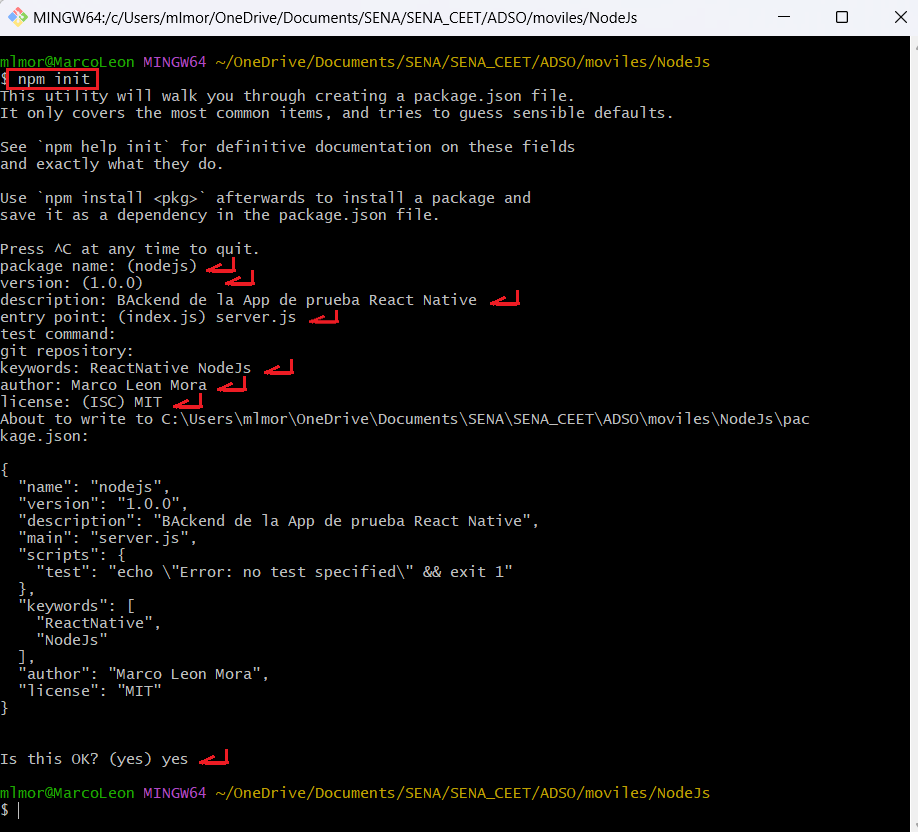 MINGW64:/c/Users/mlmor/OneDrive/Documents/SENA/SENA_CEET/ADSO/moviles/NodeJs
mlmor@MarcoLeon MINGW64 ~/OneDrive/Documents/SENA/SENA_CEET/ADSO/moviles/NodeJs
$ npm init
This utility will walk you through creating a package.json file.
It only covers the most common items, and tries to guess sensible defaults.
See `npm help init` for definitive documentation on these fields
and exactly what they do.
Use `npm install <pkg>` afterwards to install a package and
save it as a dependency in the package.json file.
Press ^C at any time to quit.
package name: (nodejs)
version: (1.0.0)
description: BAckend de la App de prueba React Native
entry point: (index.js) server.js
test command:
git repository:
keywords: ReactNative NodeJs
author: Marco Leon Mora
license: (ISC) MIT
About to write to C:\Users\mlmor\OneDrive\Documents\SENA\SENA_CEET\ADSO\moviles\NodeJs\pac
kage.json:
{
  "name": "nodejs",
  "version": "1.0.0",
  "description": "BAckend de la App de prueba React Native",
  "main": "server.js",
  "scripts": {
    "test": "echo \"Error: no test specified\" && exit 1"
  },
  "keywords": [
    "ReactNative",
    "NodeJs"
  ],
  "author": "Marco Leon Mora",
  "license": "MIT"
}
Is this OK? (yes) yes
mlmor@MarcoLeon MINGW64 ~/OneDrive/Documents/SENA/SENA_CEET/ADSO/moviles/NodeJs
$